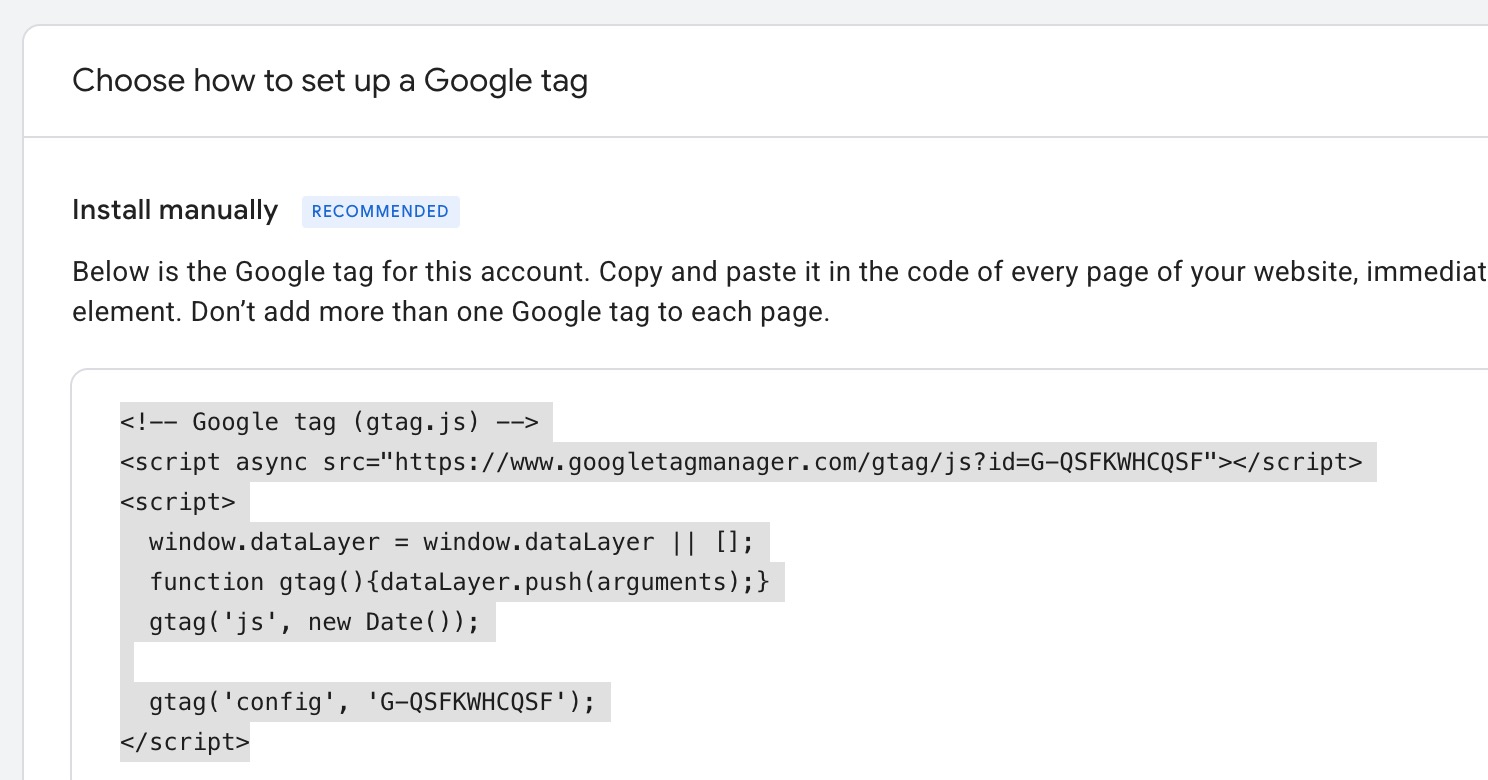 Choose how to set up a Google tag
Install manually RECOMMENDED
Below is the Google tag for this account. Copy and paste it in the code of every page of your website, immediat
element. Don’t add more than one Google tag to each page.
<!-- Google tag (gtag.js) -->
<script async src="https://www.googletagmanager.com/gtag/js?id=G-QSFKWHCQSF"></script>
<script>
  window.dataLayer = window.dataLayer || [];
  function gtag(){dataLayer.push(arguments);}
  gtag('js', new Date());

  gtag('config', 'G-QSFKWHCQSF');
</script>